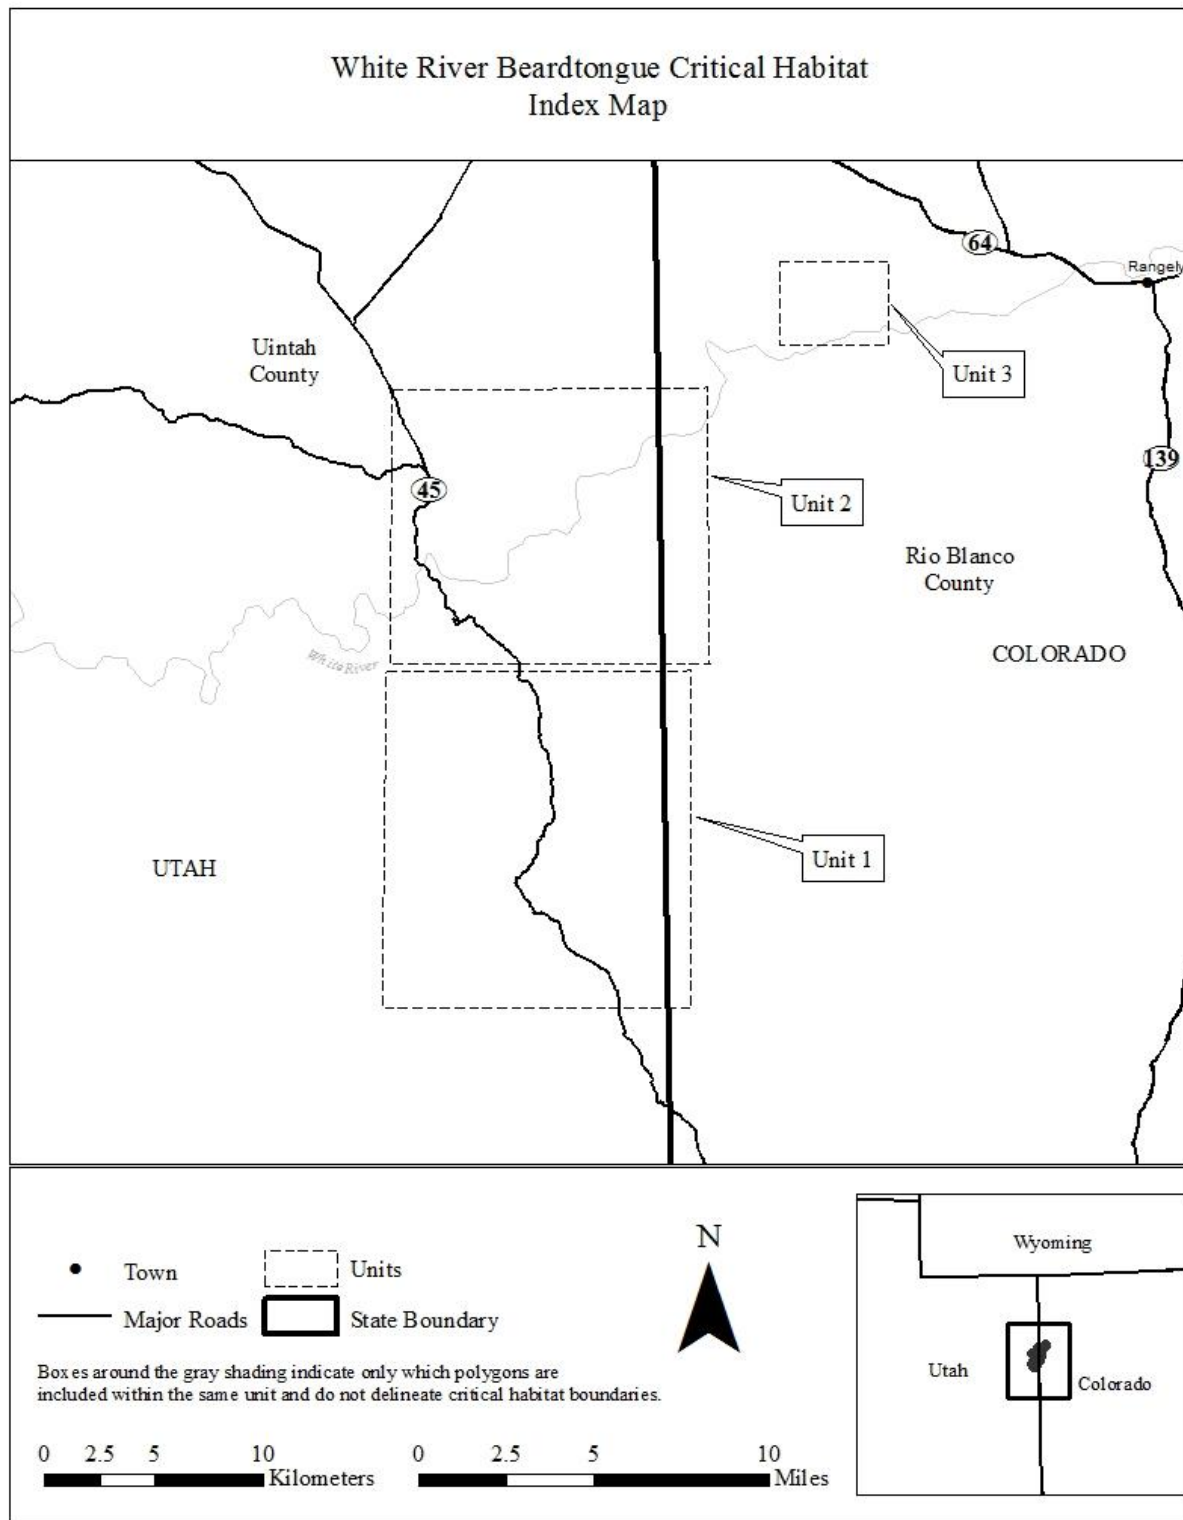 White River Beardtongue Critical Habitat
Index Map
64
Rangely
Uintah
County
Unit 3
139
45
Unit 2
Rio Blanco
County
White River
COLORADO
Unit 1
UTAH
N
Town
Units
Major Roads
State Boundary
Boxes around the gray shading indicate only which polygons are
included within the same unit and do not delineate critical habitat boundaries.
0 2.5 5 10
Kilometers
0 2.5 5 10
Miles
Wyoming
Utah
Colorado